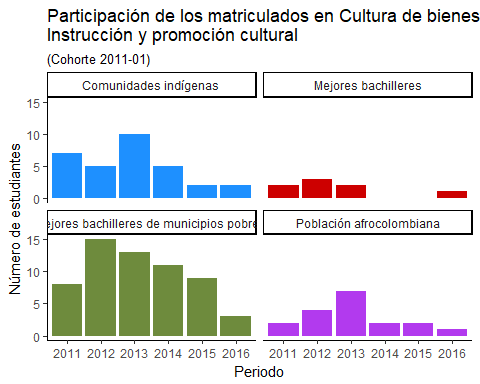 Participación de los matriculados en Cultura de bienes
Instrucción y promoción cultural
(Cohorte 2011-01)
Comunidades indígenas
Mejores bachilleres
15
10
5
0
ejores bachilleres de municipios pobre
Población afrocolombiana
15
10
5
0
2011 2012 2013 2014 2015 2016
2011 2012 2013 2014 2015 2016
Número de estudiantes
Periodo